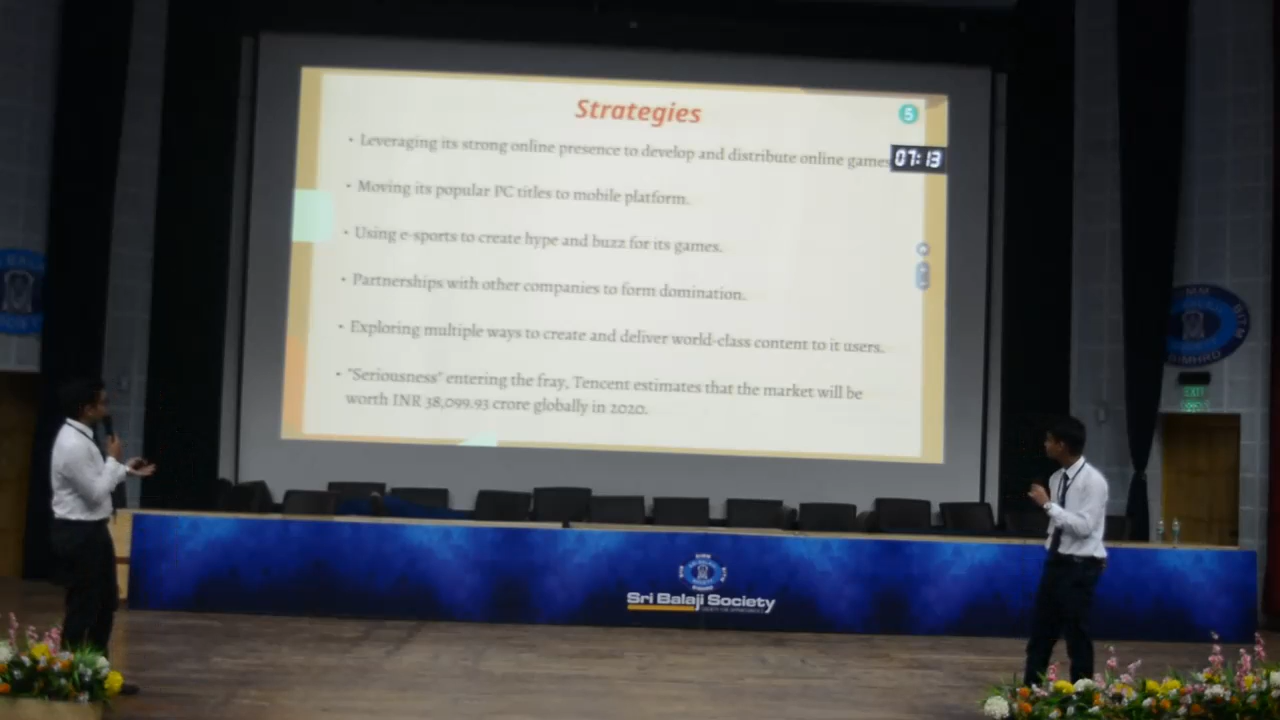 Strategies
5
• Leveraging its strong online presence to develop and distribute online games
07:13
• Moving its popular PC titles to mobile platform.
• Using e-sports to create hype and buzz for its games.
• Partnerships with other companies to form domination.
• Exploring multiple ways to create and deliver world-class content to it users.
• "Seriousness" entering the fray, Tencent estimates that the market will be
worth INR 38,099.93 crore globally in 2020.
EXIT
Sri Balaji Society